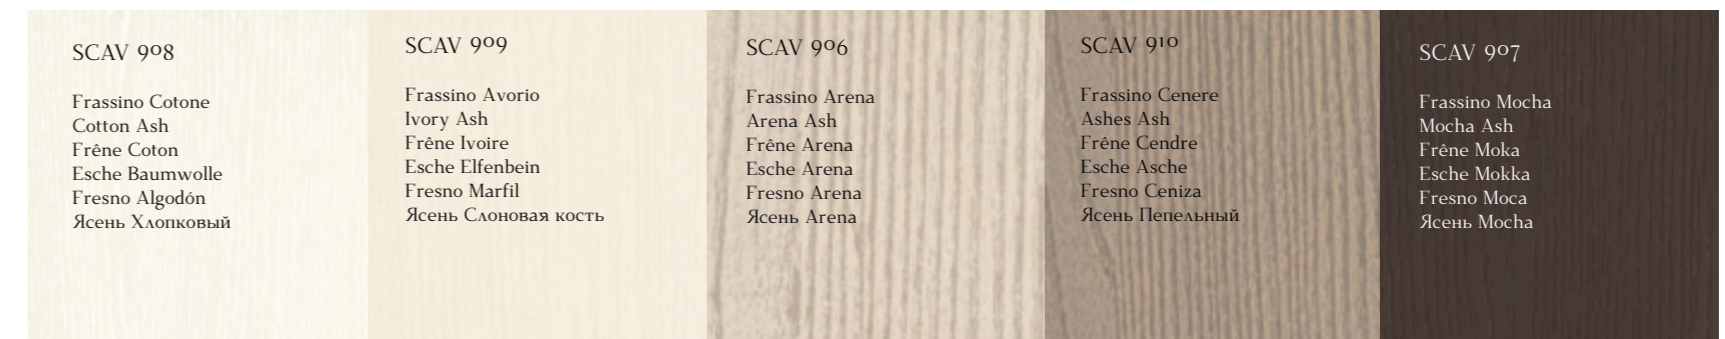 SCAV 908
Frassino Cotone
Cotton Ash
Frêne Coton
Esche Baumwolle
Fresno Algodón
Ясень Хлопковый
SCAV 909
Frassino Avorio
Ivory Ash
Frêne Ivoire
Esche Elfenbein
Fresno Marfil
Ясень Слоновая кость
SCAV 906
Frassino Arena
Arena Ash
Frêne Arena
Esche Arena
Fresno Arena
Ясень Arena
SCAV 910
Frassino Cenere
Ashes Ash
Frêne Cendre
Esche Asche
Fresno Ceniza
Ясень Пепельный
SCAV 907
Frassino Mocha
Mocha Ash
Frêne Moka
Esche Mokka
Fresno Moca
Ясень Mocha